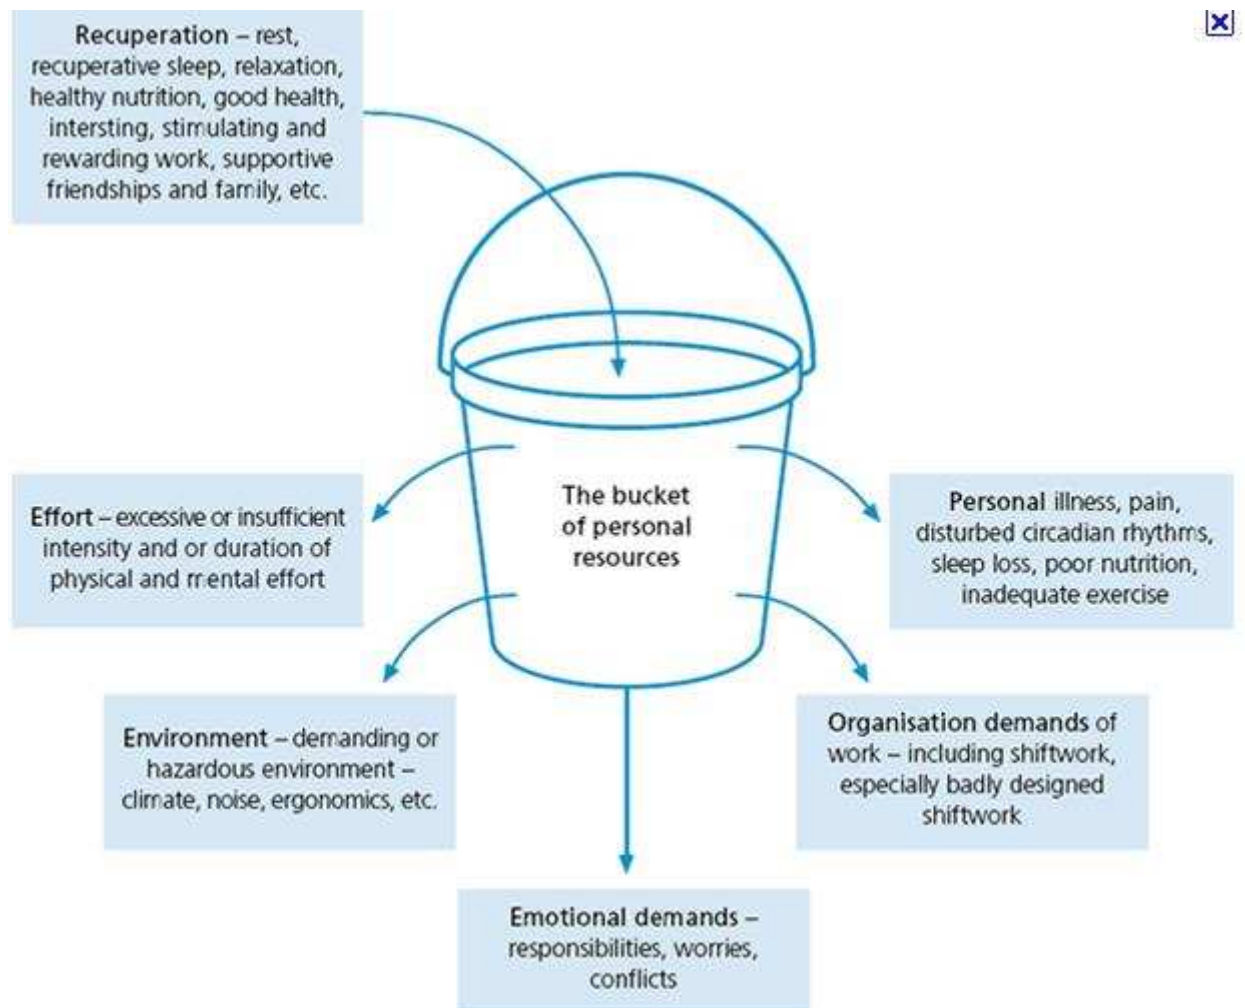 Recuperation – rest,
recuperative sleep, relaxation,
healthy nutrition, good health,
intersting, stimulating and
rewarding work, supportive
friendships and family, etc.
The bucket
of personal
resources
Effort – excessive or insufficient
intensity and or duration of
physical and mental effort
Personal illness, pain,
disturbed circadian rhythms,
sleep loss, poor nutrition,
inadequate exercise
Environment – demanding or
hazardous environment –
climate, noise, ergonomics, etc.
Organisation demands of
work – including shiftwork,
especially badly designed
shiftwork
Emotional demands –
responsibilities, worries,
conflicts